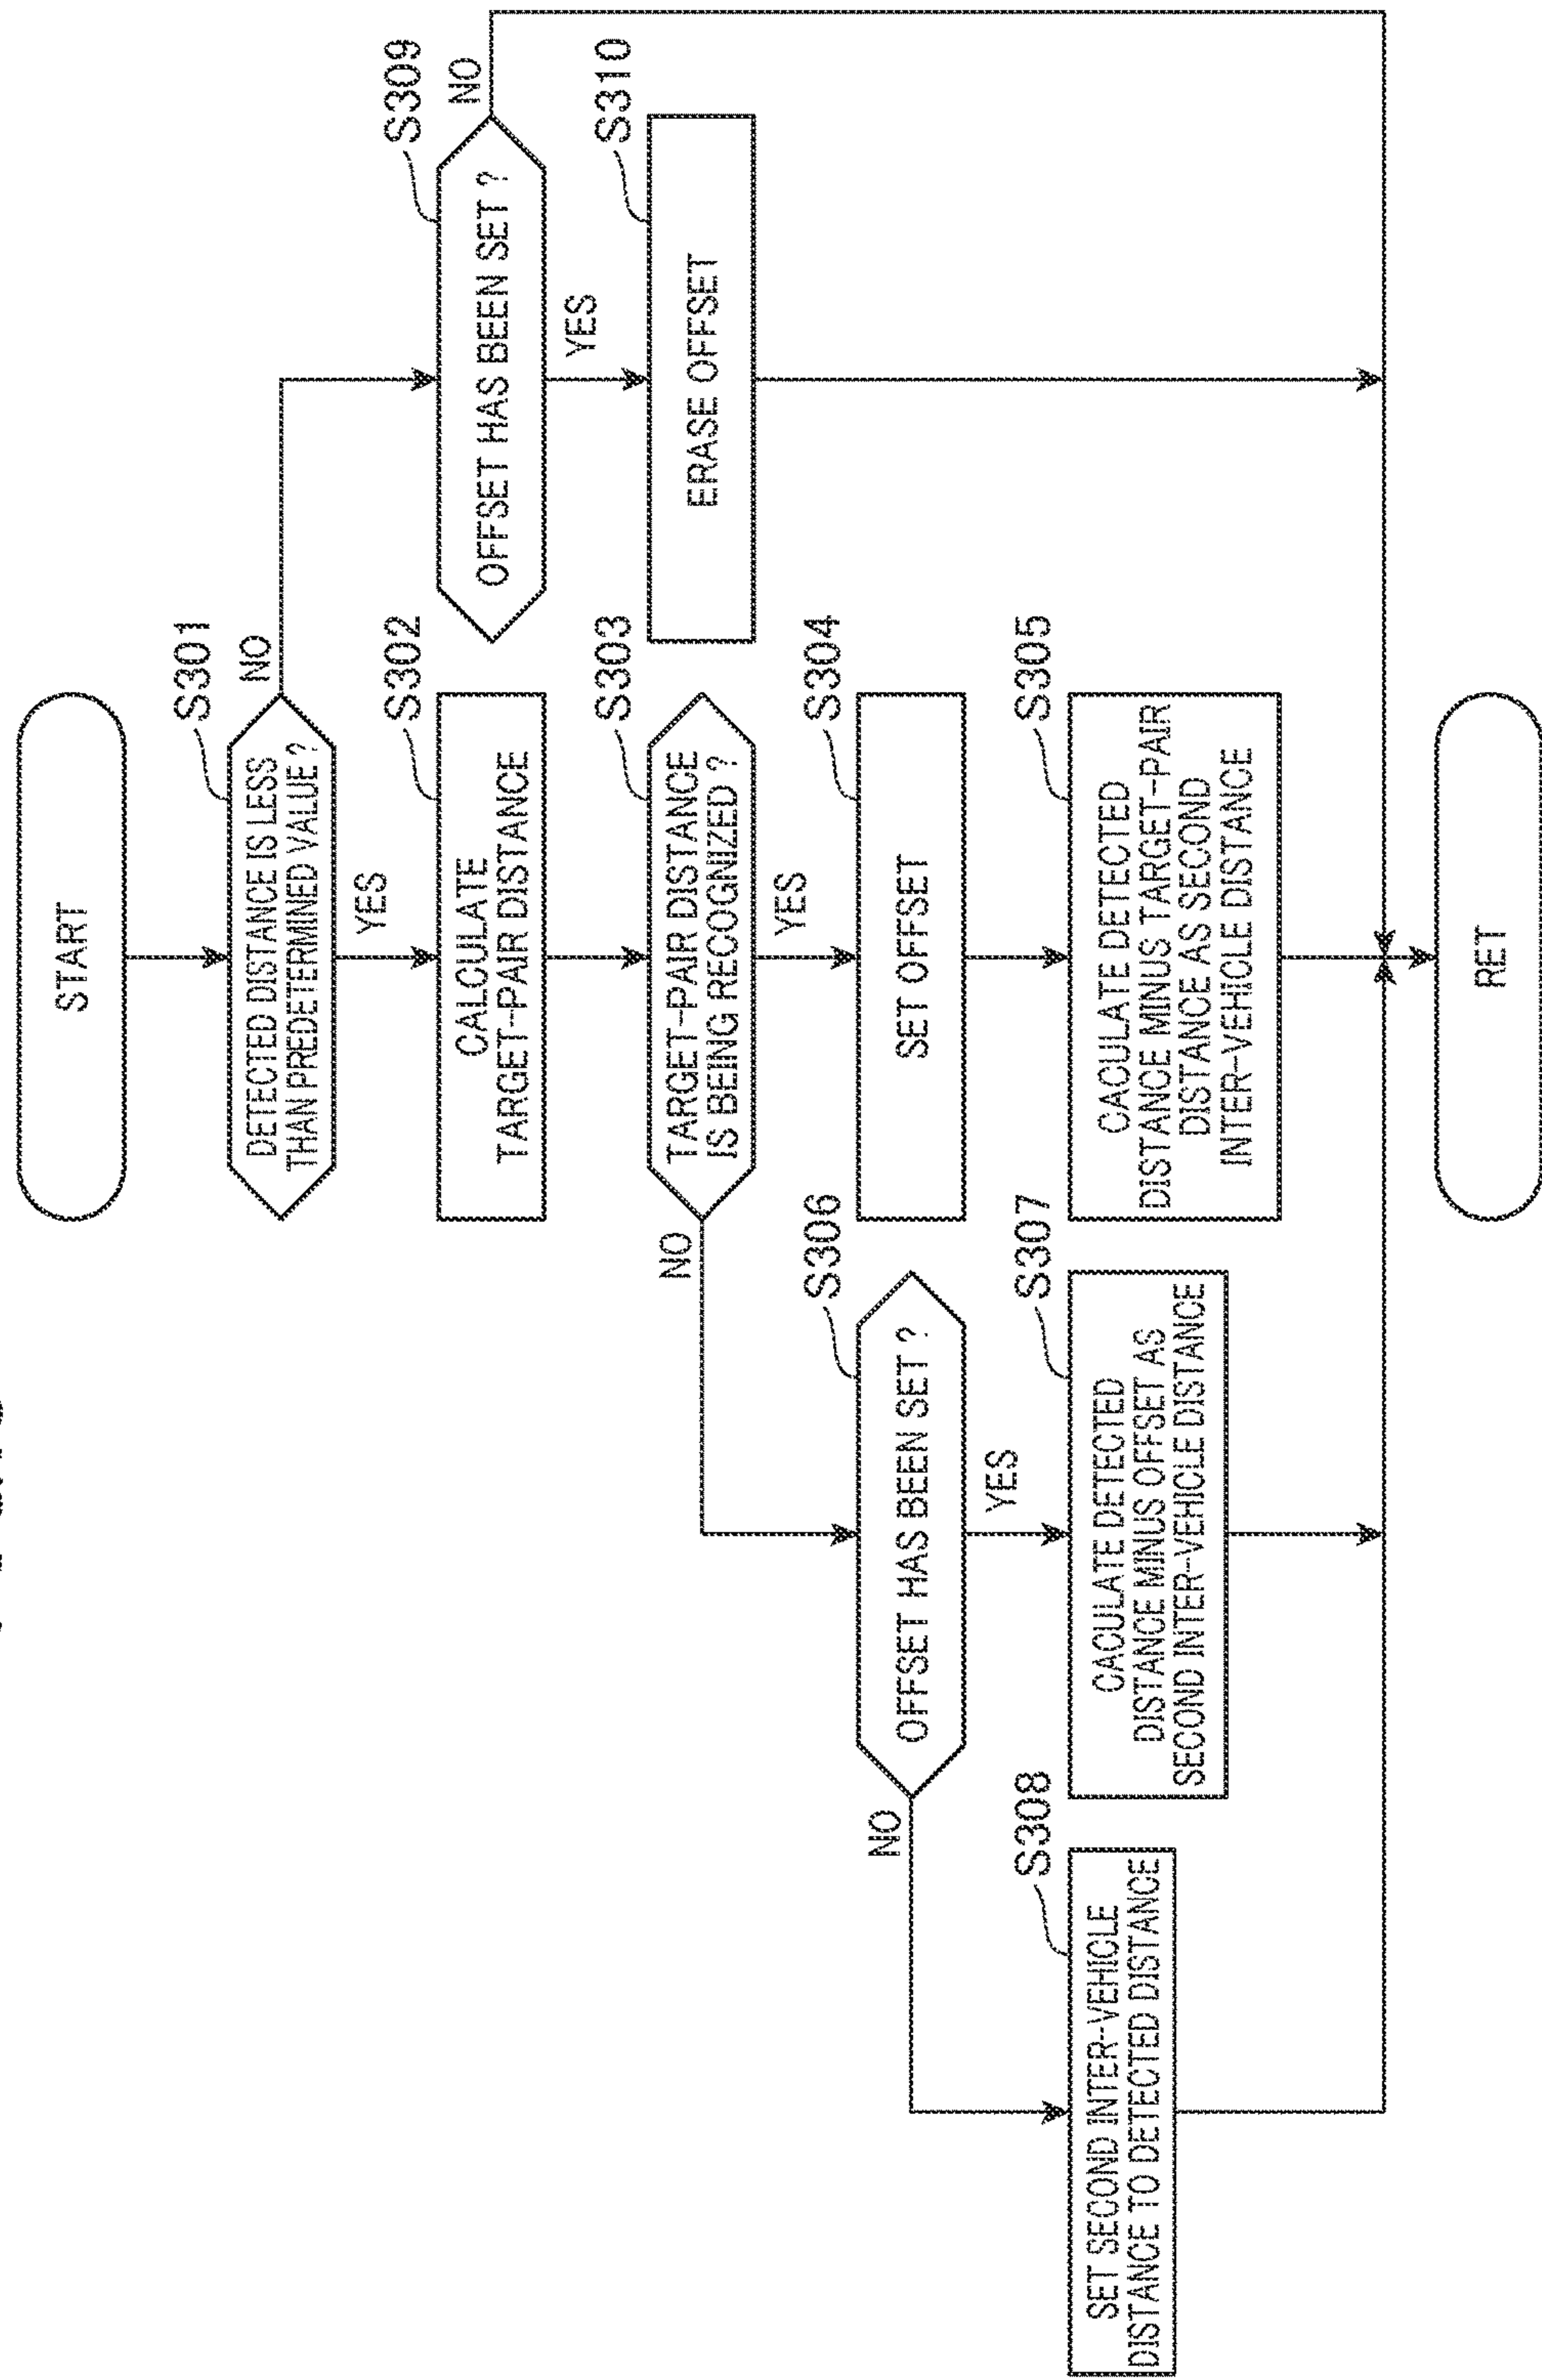 START
S301
DETECTED DISTANCE IS LESS
THAN PREDETERMINED VALUE ?
NO
YES
S302
CALCULATE
TARGET-PAIR DISTANCE
S303
TARGET-PAIR DISTANCE
IS BEING RECOGNIZED ?
NO
YES
S304
SET OFFSET
S305
CACULATE DETECTED
DISTANCE MINUS TARGET-PAIR
DISTANCE AS SECOND
INTER-VEHICLE DISTANCE
S306
OFFSET HAS BEEN SET ?
NO
YES
S307
CACULATE DETECTED
DISTANCE MINUS OFFSET AS
SECOND INTER-VEHICLE DISTANCE
S308
SET SECOND INTER-VEHICLE
DISTANCE TO DETECTED DISTANCE
S309
OFFSET HAS BEEN SET ?
NO
YES
S310
ERASE OFFSET
RET